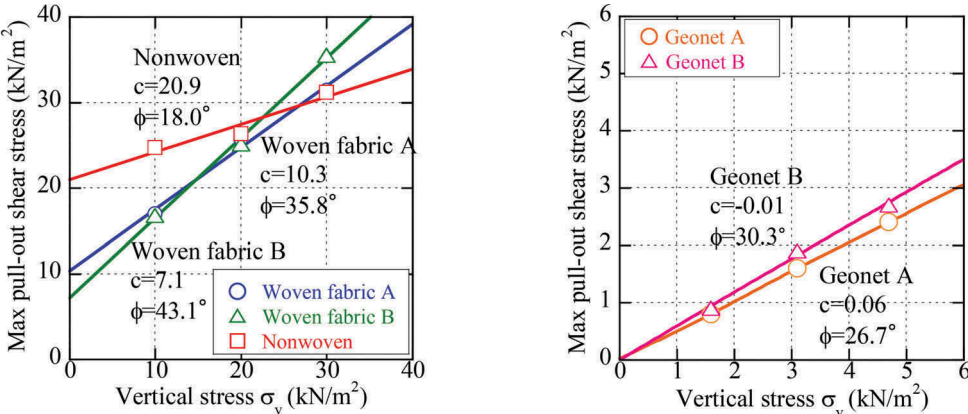 Max pull-out shear stress (kN/m²)
40
30
20
10
0
0
10
20
30
40
Vertical stress σv (kN/m²)
Nonwoven
c=20.9
ϕ=18.0°
Woven fabric A
c=10.3
ϕ=35.8°
Woven fabric B
c=7.1
ϕ=43.1°
Woven fabric A
Woven fabric B
Nonwoven
Max pull-out shear stress (kN/m²)
6
5
4
3
2
1
0
0
1
2
3
4
5
6
Vertical stress σv (kN/m²)
Geonet A
Geonet B
Geonet B
c=-0.01
ϕ=30.3°
Geonet A
c=0.06
ϕ=26.7°